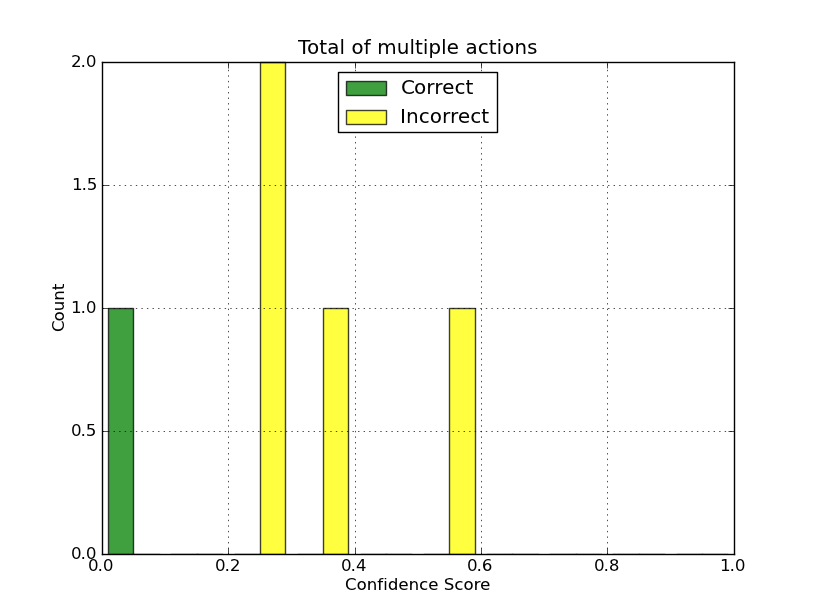 Total of multiple actions
2.0
Correct
Incorrect
1.5
Count
1.0
0.5
0.0
0.0 0.2 0.4 0.6 0.8 1.0
Confidence Score